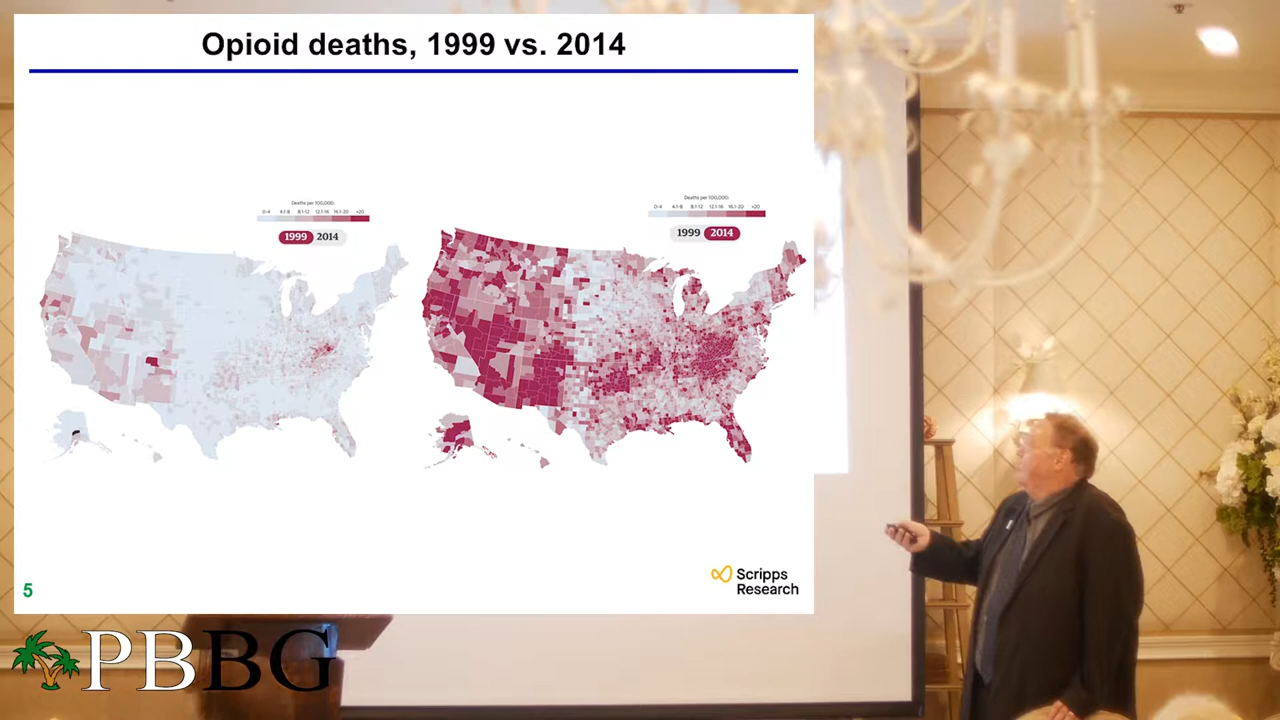 Opioid deaths, 1999 vs. 2014
Deaths per 100,000:
0-4 4.1-8 8.1-12 12.1-16 16.1-20 >20
1999 2014
Deaths per 100,000:
0-4 4.1-8 8.1-12 12.1-16 16.1-20 >20
1999 2014
5
Scripps
Research
PBBG